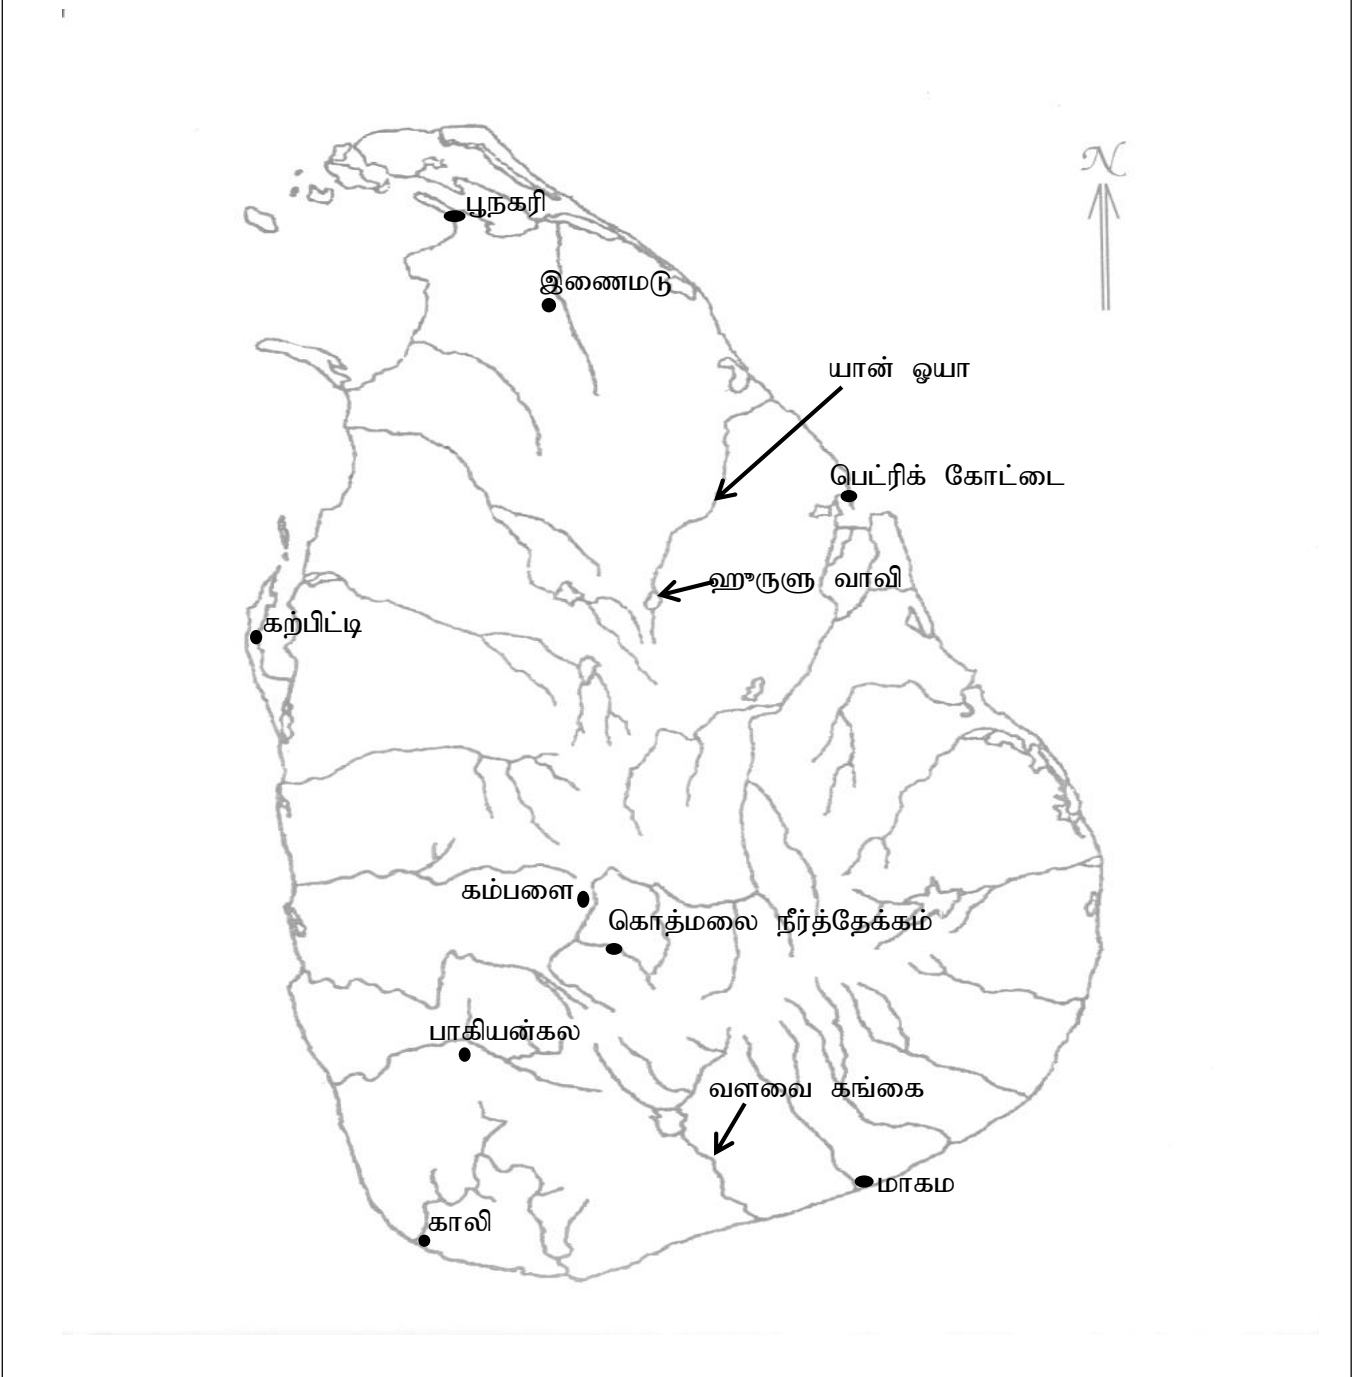 N
பூநகரி
இணைமடு
யான் ஓயா
பெட்ரிக் கோட்டை
ஹுருளு வாவி
கற்பிட்டி
கம்பளை
கொத்மலை நீர்த்தேக்கம்
பாகியன்கல
வளவை கங்கை
மாகம
காலி